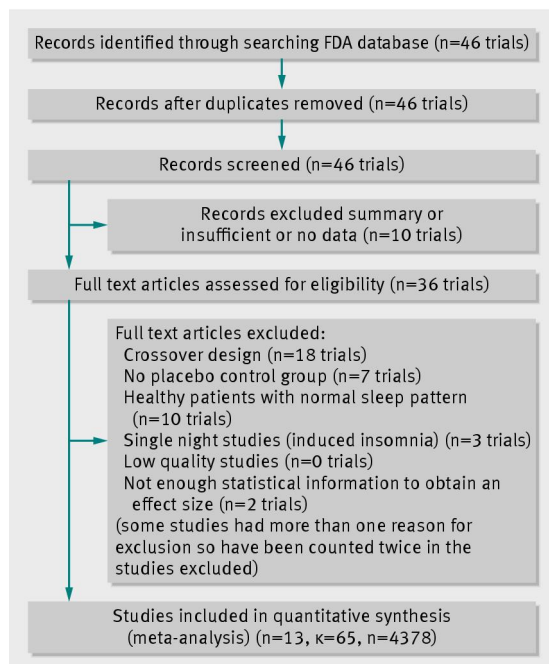 Records identified through searching FDA database (n=46 trials)
Records after duplicates removed (n=46 trials)
Records screened (n=46 trials)
Records excluded summary or
insufficient or no data (n=10 trials)
Full text articles assessed for eligibility (n=36 trials)
Full text articles excluded:
Crossover design (n=18 trials)
No placebo control group (n=7 trials)
Healthy patients with normal sleep pattern
(n=10 trials)
Single night studies (induced insomnia) (n=3 trials)
Low quality studies (n=0 trials)
Not enough statistical information to obtain an
effect size (n=2 trials)
(some studies had more than one reason for
exclusion so have been counted twice in the
studies excluded)
Studies included in quantitative synthesis
(meta-analysis) (n=13, κ=65, n=4378)